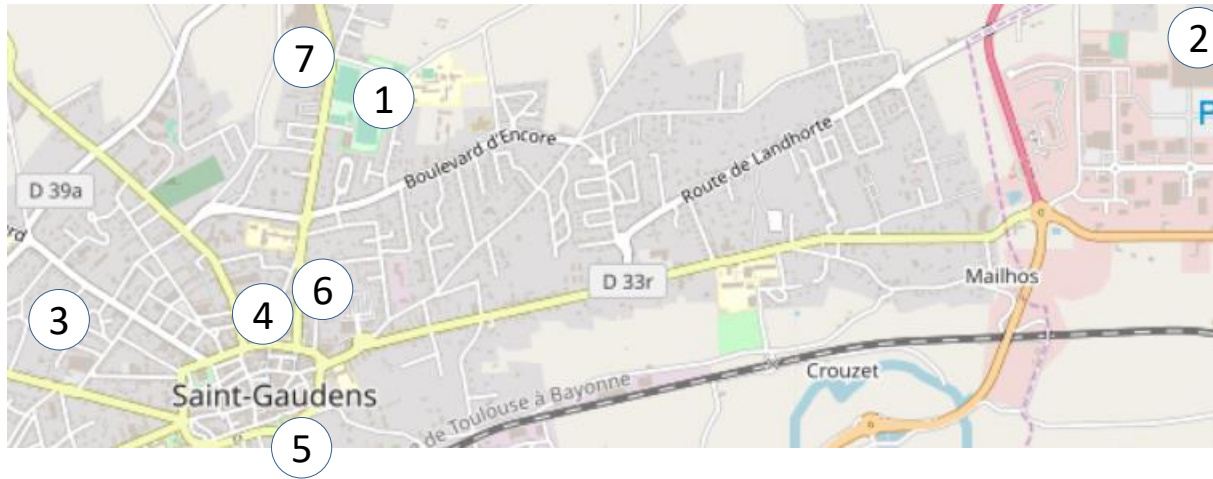 2
7
1
Boulevard d'Encore
Route de Landhorte
P
D 39a
ord
D 33r
Mailhos
6
4
3
Crouzet
Saint-Gaudens
de Toulouse à Bayonne
5